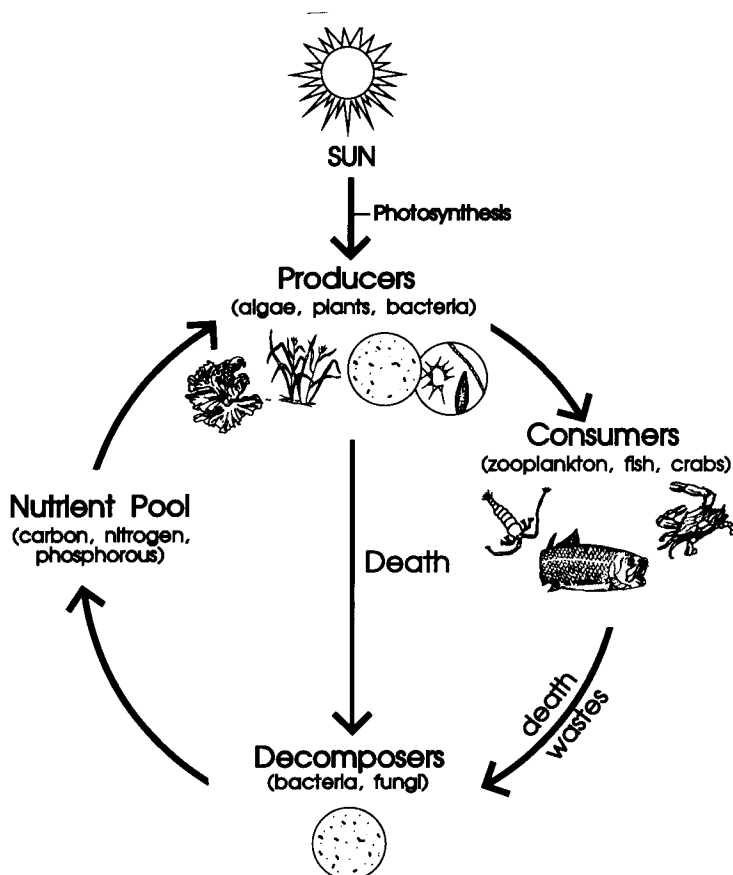 SUN
Photosynthesis
Producers
(algae, plants, bacteria)
Consumers
(zooplankton, fish, crabs)
Nutrient Pool
(carbon, nitrogen,
phosphorous)
Death
death
wastes
Decomposers
(bacteria, fungi)